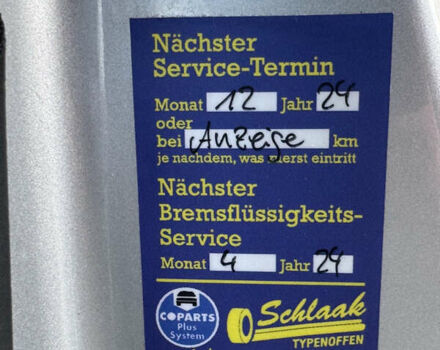 Nächster
Service-Termin
Monat 12 Jahr 24
oder
bei Anzeige km
je nachdem, was zuerst eintritt
Nächster
Bremsflüssigkeits-
Service
Monat 4 Jahr 24
COPARTS
Plus
System
Schlaak
TYPENOFFEN